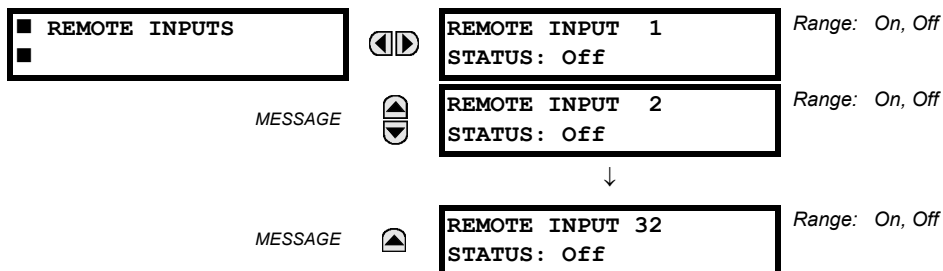 ■ REMOTE INPUTS
■
REMOTE INPUT 1
STATUS: Off
Range: On, Off
MESSAGE
REMOTE INPUT 2
STATUS: Off
Range: On, Off
↓
MESSAGE
REMOTE INPUT 32
STATUS: Off
Range: On, Off